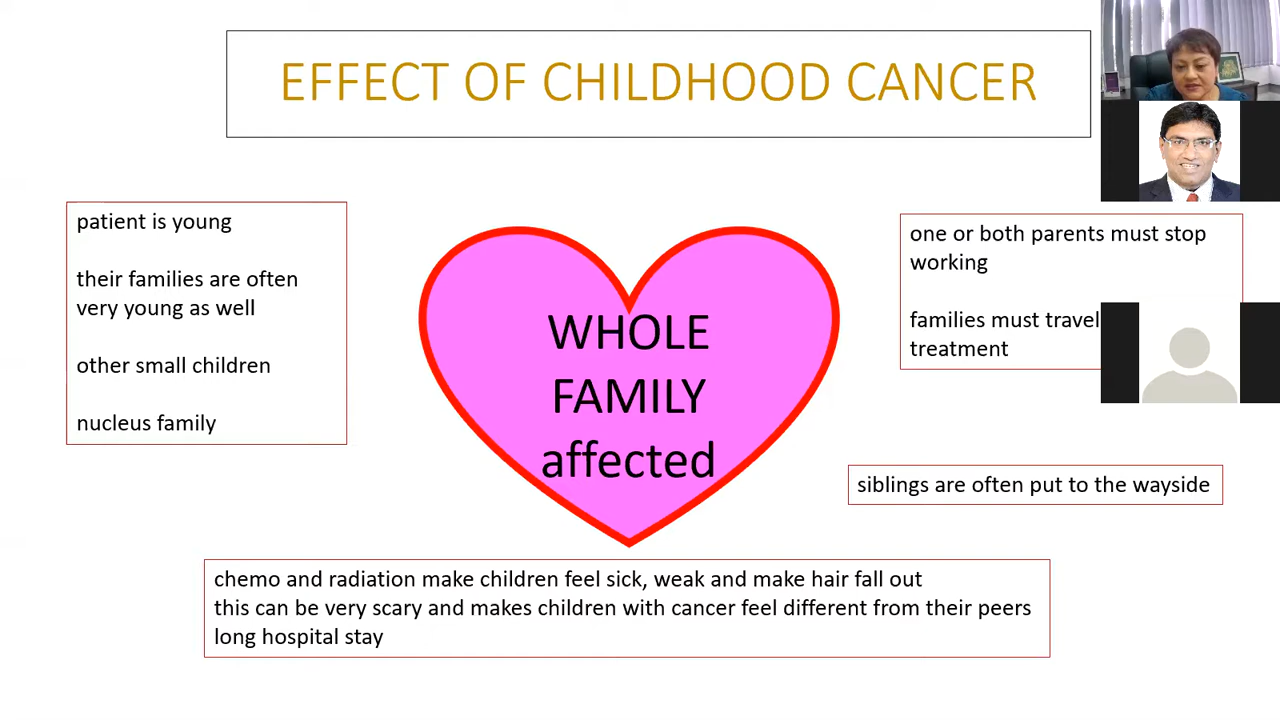 EFFECT OF CHILDHOOD CANCER
patient is young
their families are often
very young as well
other small children
nucleus family
WHOLE
FAMILY
affected
one or both parents must stop
working
families must travel
treatment
siblings are often put to the wayside
chemo and radiation make children feel sick, weak and make hair fall out
this can be very scary and makes children with cancer feel different from their peers
long hospital stay